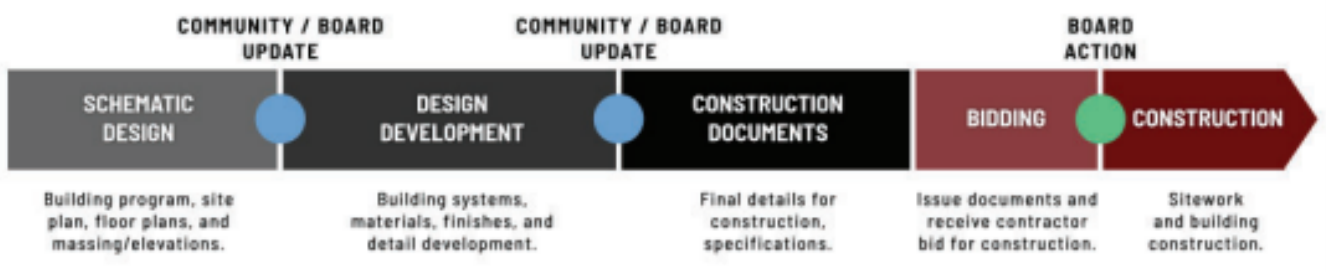 COMMUNITY / BOARD
UPDATE
COMMUNITY / BOARD
UPDATE
BOARD
ACTION
SCHEMATIC
DESIGN
DESIGN
DEVELOPMENT
CONSTRUCTION
DOCUMENTS
BIDDING
CONSTRUCTION
Building program, site
plan, floor plans, and
massing/elevations.
Building systems,
materials, finishes, and
detail development.
Final details for
construction,
specifications.
Issue documents and
receive contractor
bid for construction.
Sitework
and building
construction.